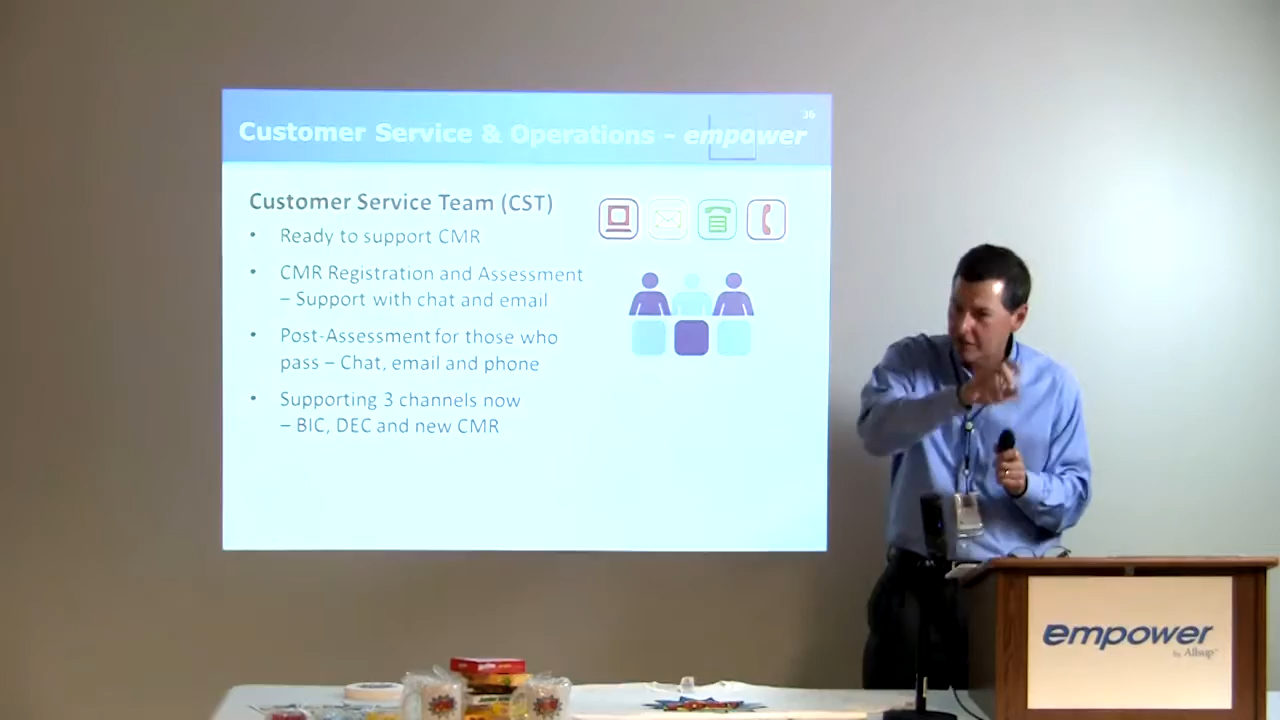 36
Customer Service & Operations - empower
Customer Service Team (CST)
• Ready to support CMR
• CMR Registration and Assessment
– Support with chat and email
• Post-Assessment for those who
pass – Chat, email and phone
• Supporting 3 channels now
– BIC, DEC and new CMR
empower
by Allsup